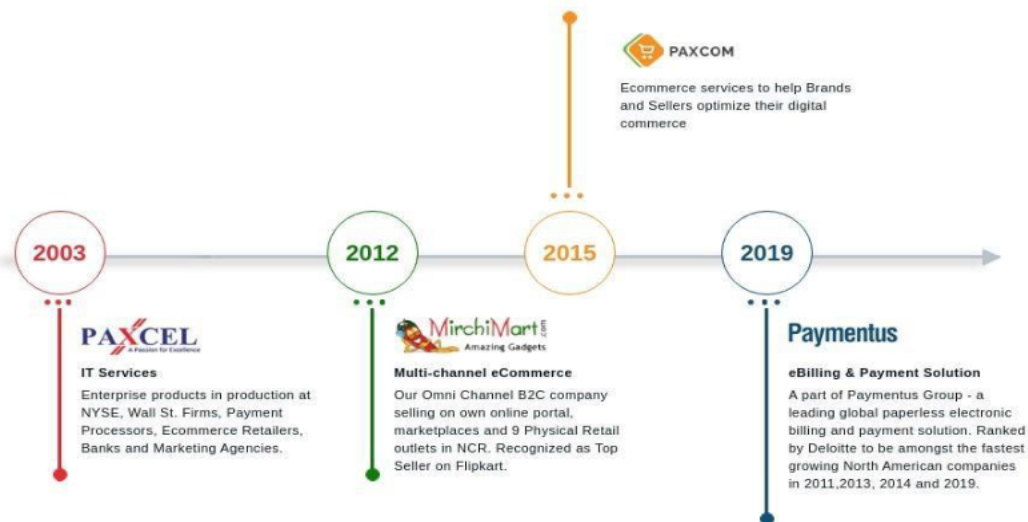 PAXCOM
Ecommerce services to help Brands
and Sellers optimize their digital
commerce
2003
2012
2015
2019
PAXCEL
A Passion for Excellence
IT Services
Enterprise products in production at
NYSE, Wall St. Firms, Payment
Processors, Ecommerce Retailers,
Banks and Marketing Agencies.
MirchiMart.com
Amazing Gadgets
Multi-channel eCommerce
Our Omni Channel B2C company
selling on own online portal,
marketplaces and 9 Physical Retail
outlets in NCR. Recognized as Top
Seller on Flipkart.
Paymentus
eBilling & Payment Solution
A part of Paymentus Group - a
leading global paperless electronic
billing and payment solution. Ranked
by Deloitte to be amongst the fastest
growing North American companies
in 2011,2013, 2014 and 2019.